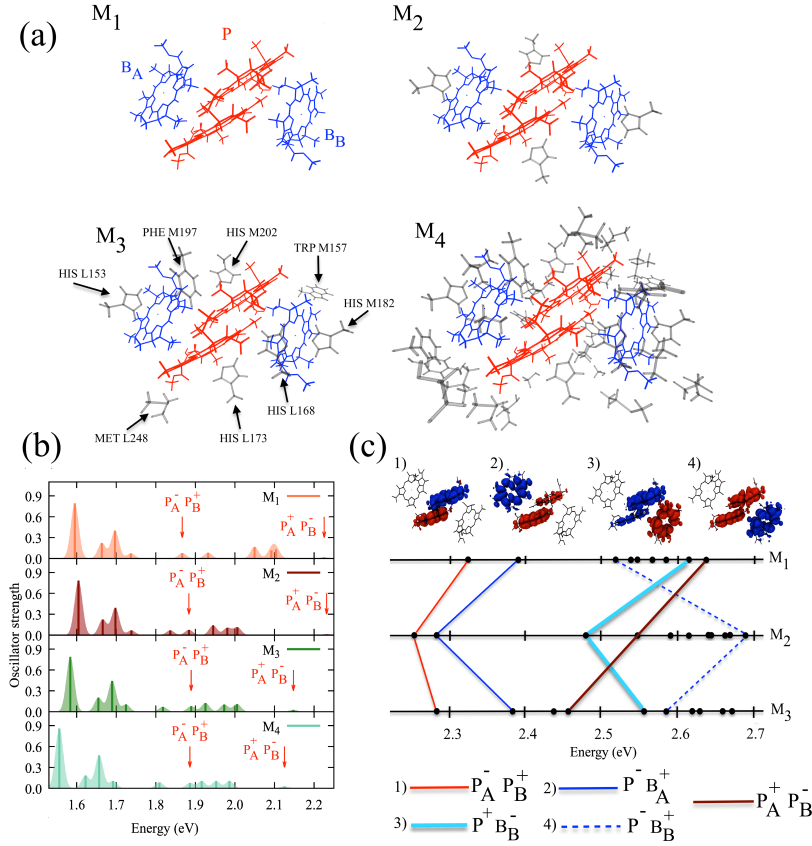 (a)
M1
P
BA
BB
M2
M3
PHE M197
HIS M202
TRP M157
HIS L153
HIS M182
HIS L168
MET L248
HIS L173
M4
(b)
Oscillator strength
0.9
0.6
0.3
0.0
M1
PA- PB+
PA+ PB-
0.9
0.6
0.3
0.0
M2
PA- PB+
PA+ PB-
0.9
0.6
0.3
0.0
M3
PA- PB+
PA+ PB-
0.9
0.6
0.3
0.0
M4
PA- PB+
PA+ PB-
1.6 1.7 1.8 1.9 2.0 2.1 2.2
Energy (eV)
(c)
1) 2) 3) 4)
M1
M2
M3
2.3 2.4 2.5 2.6 2.7
Energy (eV)
1) PA- PB+
2) P- BA+
PA+ PB-
3) P+ BB-
4) P- BB+